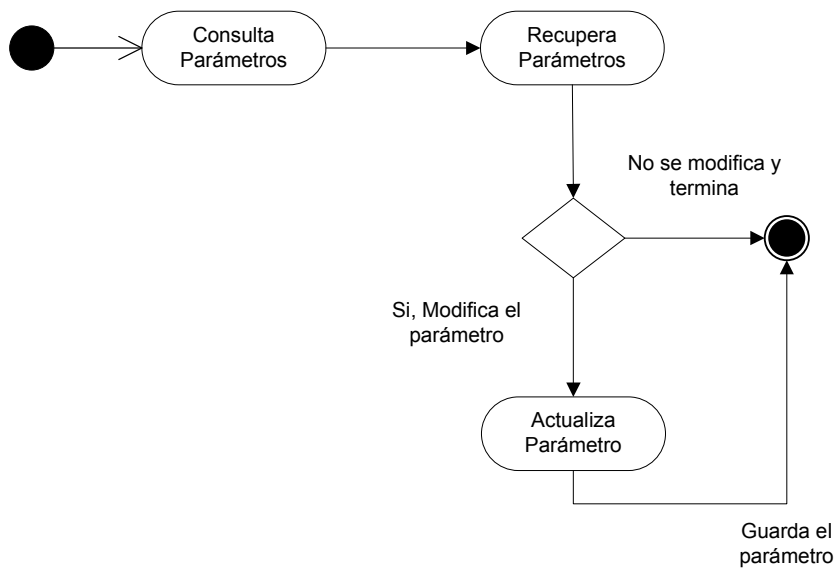 Consulta
Parámetros
Recupera
Parámetros
No se modifica y
termina
Si, Modifica el
parámetro
Actualiza
Parámetro
Guarda el
parámetro